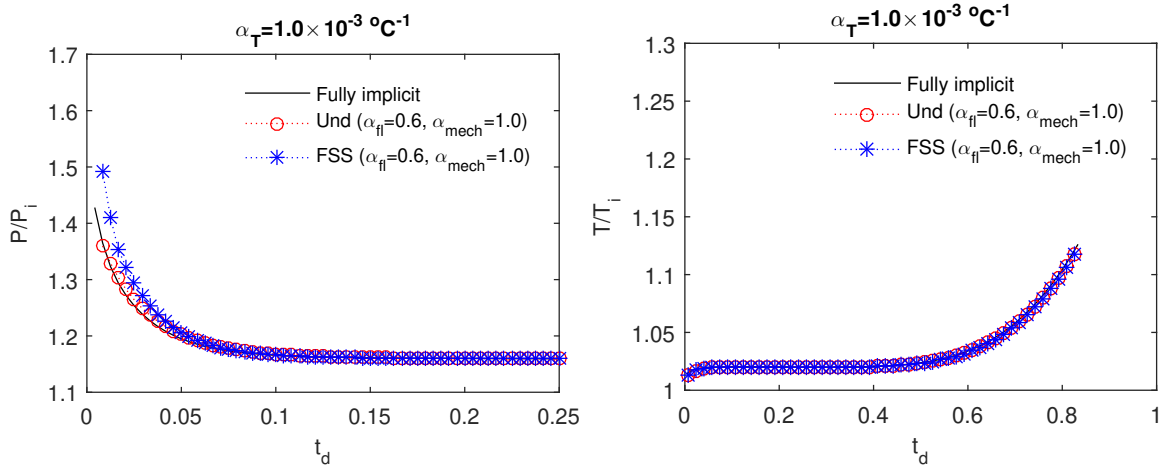 α_T=1.0×10^-3 °C^-1
P/P_i
1.7
1.6
1.5
1.4
1.3
1.2
1.1
Fully implicit
Und (α_fl=0.6, α_mech=1.0)
FSS (α_fl=0.6, α_mech=1.0)
0 0.05 0.1 0.15 0.2 0.25
t_d
α_T=1.0×10^-3 °C^-1
T/T_i
1.3
1.25
1.2
1.15
1.1
1.05
1
Fully implicit
Und (α_fl=0.6, α_mech=1.0)
FSS (α_fl=0.6, α_mech=1.0)
0 0.2 0.4 0.6 0.8 1
t_d